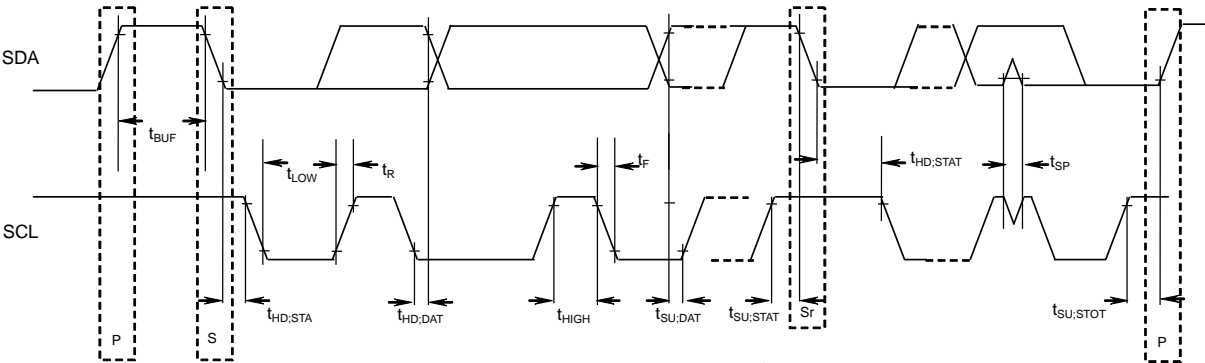 SDA
tBUF
tLOW
tR
tF
tHD;STAT
tSP
SCL
tHD;STA
tHD;DAT
tHIGH
tSU;DAT
tSU;STAT
Sr
tSU;STOT
P
S
P